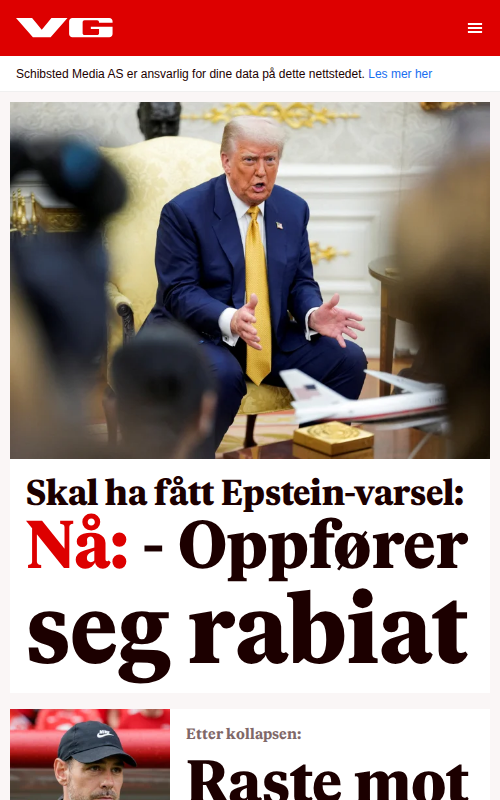 VG
Schibsted Media AS er ansvarlig for dine data på dette nettstedet. Les mer her
Skal ha fått Epstein-varsel:
Nå: - Oppfører
seg rabiat
Etter kollapsen:
Raste mot